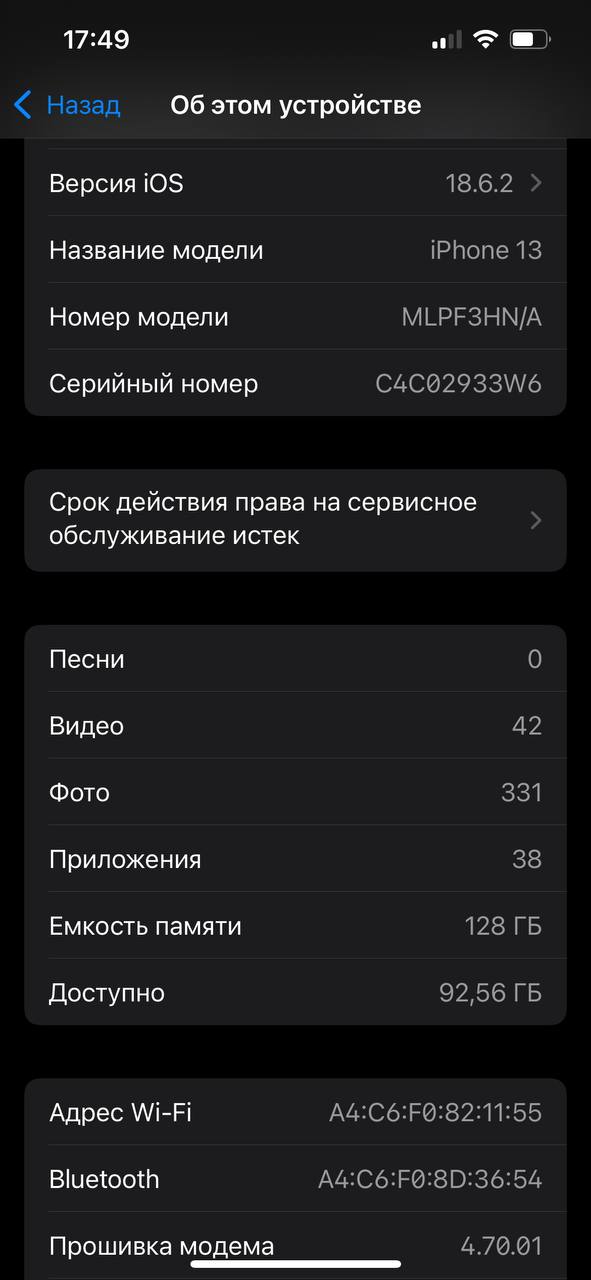 17:49
Назад
Об этом устройстве
Версия iOS 18.6.2
Название модели iPhone 13
Номер модели MLPF3HN/A
Серийный номер C4C02933W6
Срок действия права на сервисное
обслуживание истек
Песни 0
Видео 42
Фото 331
Приложения 38
Емкость памяти 128 ГБ
Доступно 92,56 ГБ
Адрес Wi-Fi A4:C6:F0:82:11:55
Bluetooth A4:C6:F0:8D:36:54
Прошивка модема 4.70.01